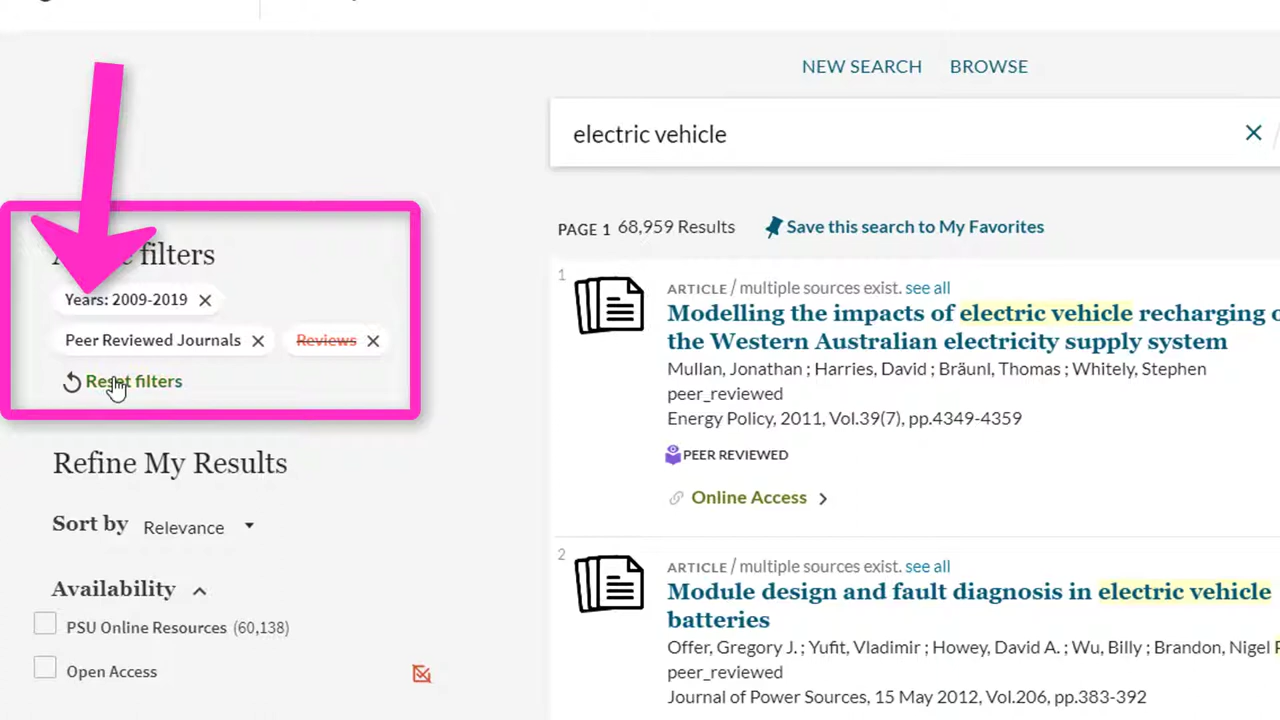 NEW SEARCH BROWSE
electric vehicle
filters
Years: 2009-2019
Peer Reviewed Journals
Reviews
Reset filters
Refine My Results
Sort by Relevance
Availability
PSU Online Resources (60,138)
Open Access
PAGE 1 68,959 Results Save this search to My Favorites
1
ARTICLE / multiple sources exist. see all
Modelling the impacts of electric vehicle recharging
the Western Australian electricity supply system
Mullan, Jonathan ; Harries, David ; Bräunl, Thomas ; Whitely, Stephen
peer_reviewed
Energy Policy, 2011, Vol.39(7), pp.4349-4359
PEER REVIEWED
Online Access
2
ARTICLE / multiple sources exist. see all
Module design and fault diagnosis in electric vehicle
batteries
Offer, Gregory J. ; Yufit, Vladimir ; Howey, David A. ; Wu, Billy ; Brandon, Nigel
peer_reviewed
Journal of Power Sources, 15 May 2012, Vol.206, pp.383-392